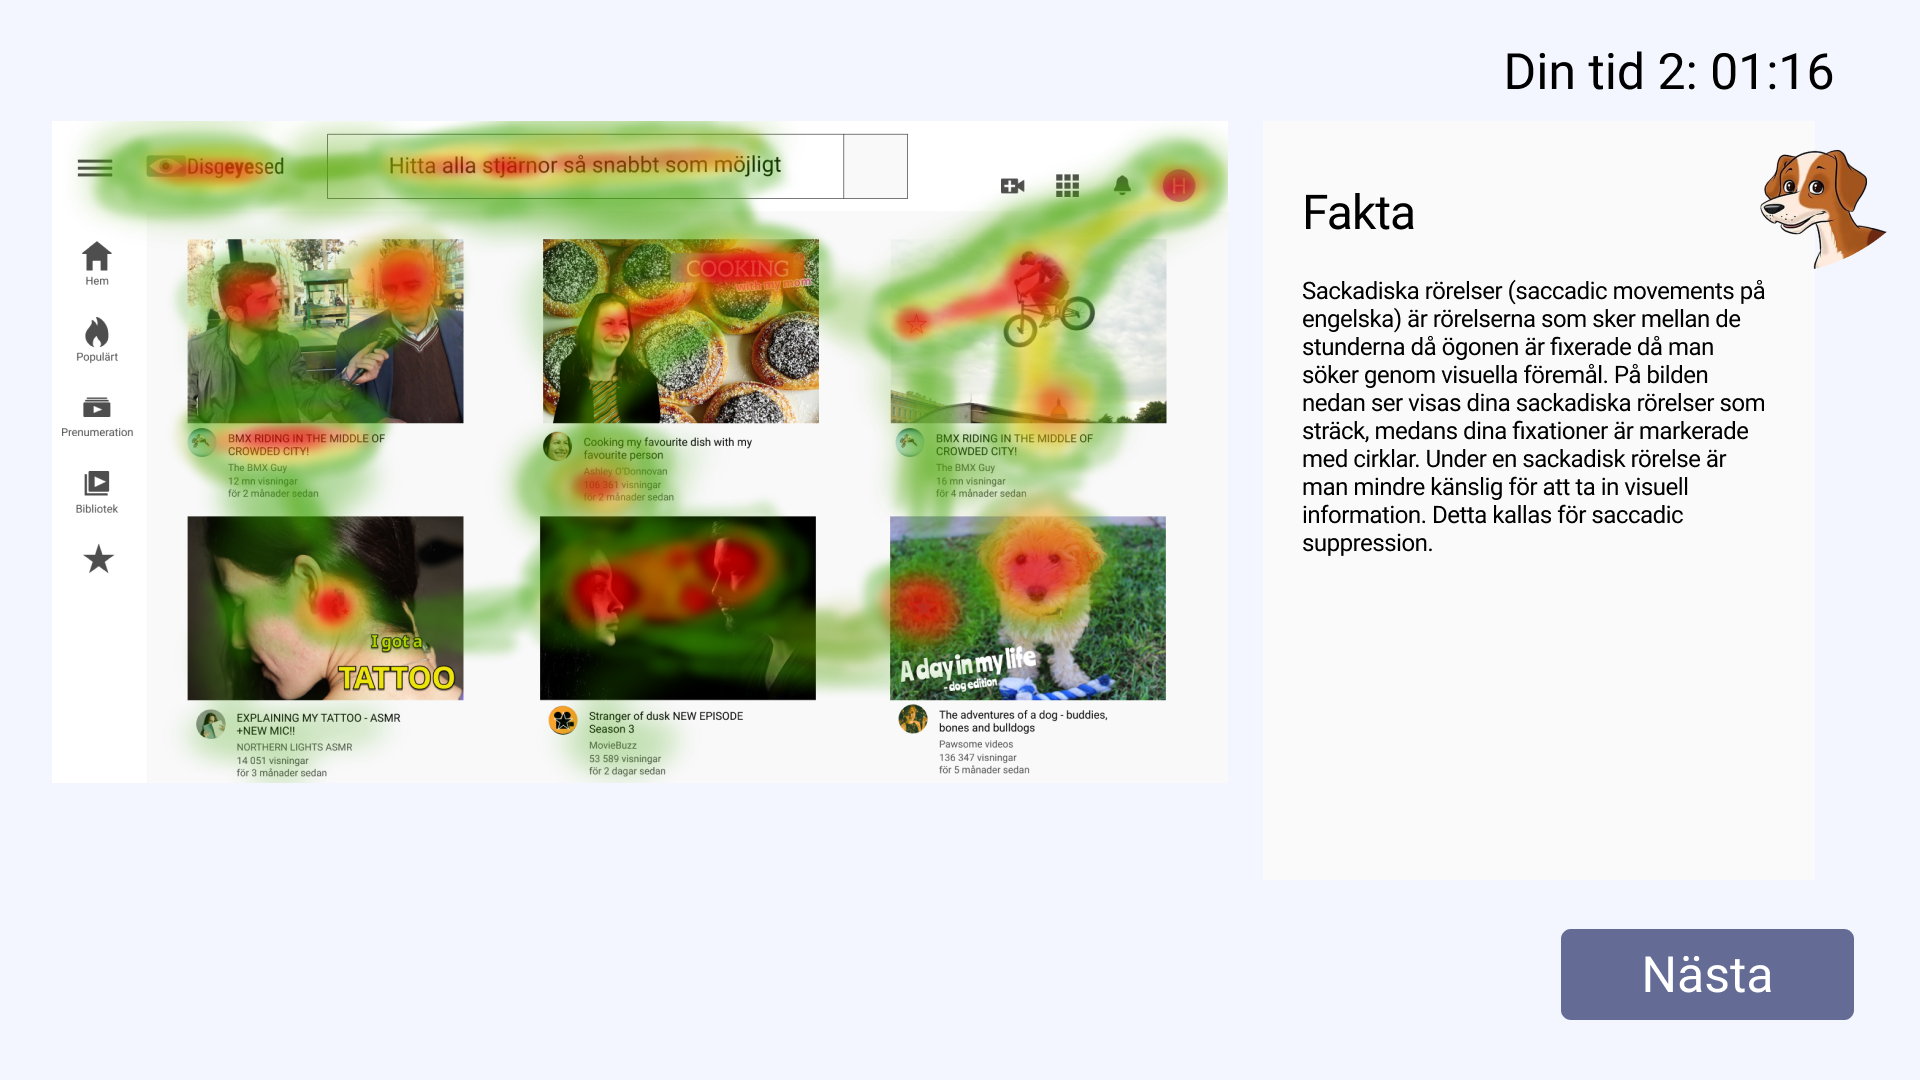 Din tid 2: 01:16
Disgeyesed
Hitta alla stjärnor så snabbt som möjligt
H
Hem
Populärt
Prenumeration
Bibliotek
COOKING
with my mom
BMX RIDING IN THE MIDDLE OF
CROWDED CITY!
The BMX Guy
12 mn visningar
för 2 månader sedan
Cooking my favourite dish with my
favourite person
Ashley O'Donnovan
106 361 visningar
för 2 månader sedan
BMX RIDING IN THE MIDDLE OF
CROWDED CITY!
The BMX Guy
16 mn visningar
för 4 månader sedan
I got a
TATTOO
A day in my life
- dog edition
EXPLAINING MY TATTOO - ASMR
+NEW MIC!!
NORTHERN LIGHTS ASMR
14 051 visningar
för 3 månader sedan
Stranger of dusk NEW EPISODE
Season 3
MovieBuzz
53 589 visningar
för 2 dagar sedan
The adventures of a dog - buddies,
bones and bulldogs
Pawsome videos
136 347 visningar
för 5 månader sedan
Fakta
Sackadiska rörelser (saccadic movements på
engelska) är rörelserna som sker mellan de
stunderna då ögonen är fixerade då man
söker genom visuella föremål. På bilden
nedan ser visas dina sackadiska rörelser som
sträck, medans dina fixationer är markerade
med cirklar. Under en sackadisk rörelse är
man mindre känslig för att ta in visuell
information. Detta kallas för saccadic
suppression.
Nästa